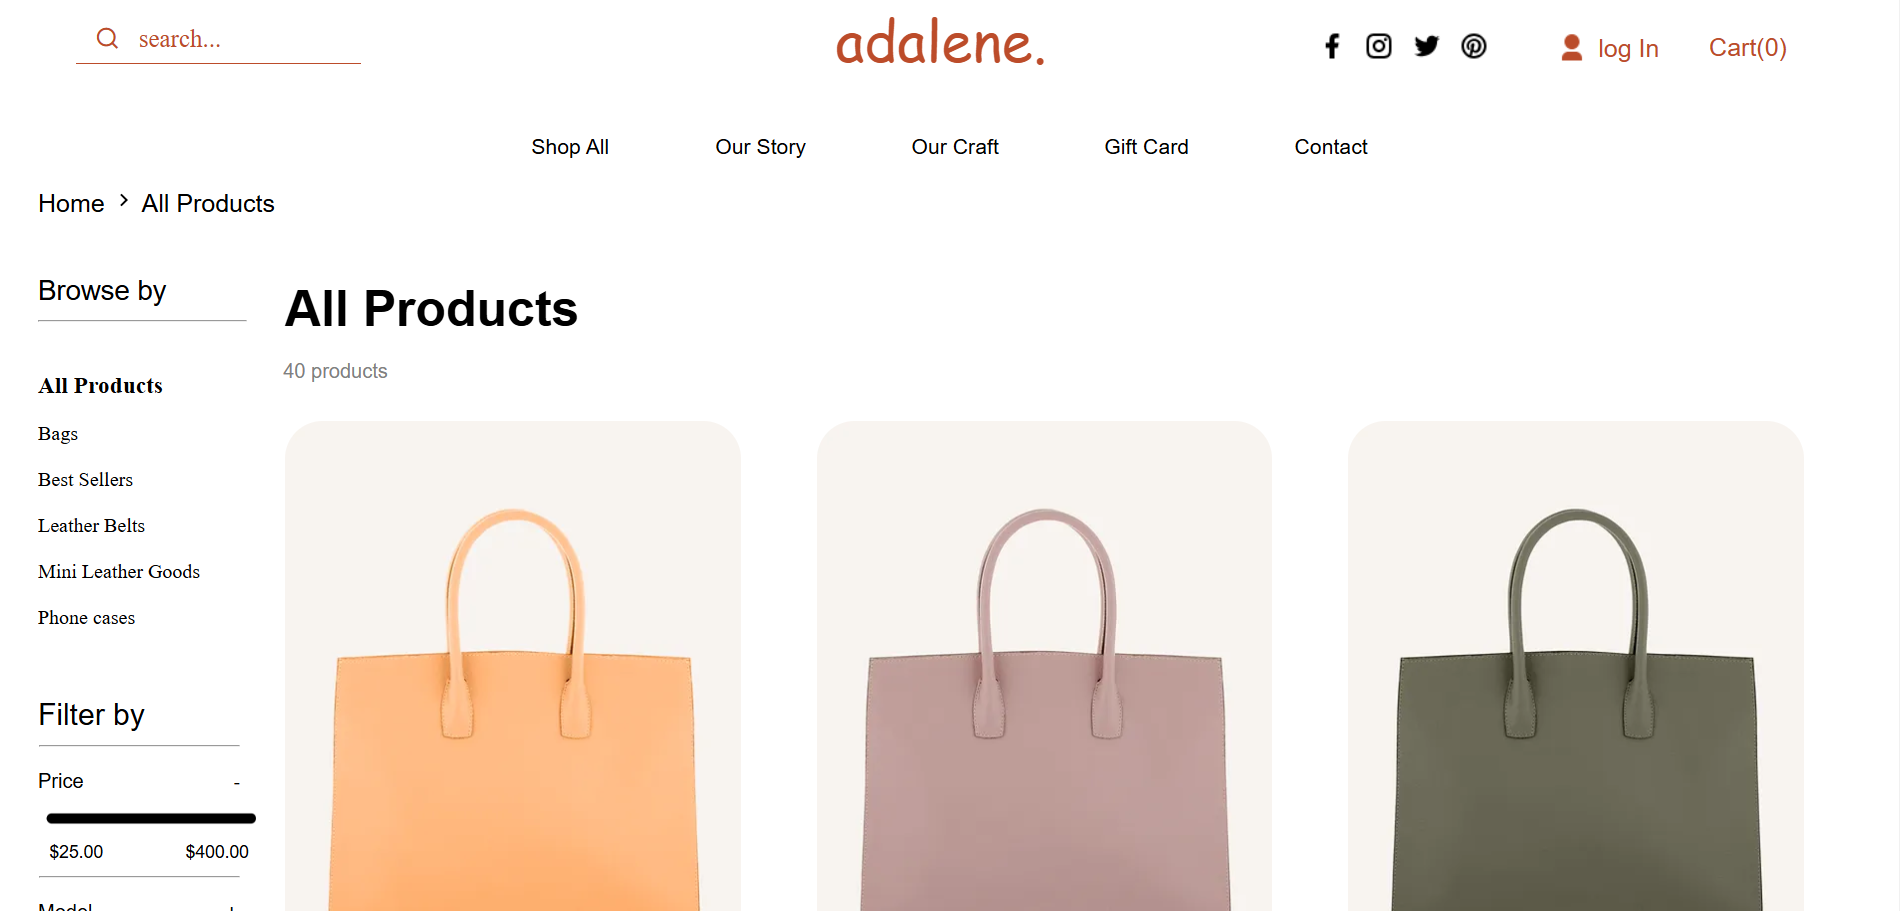 search...
adalene.
log In
Cart(0)
Shop All
Our Story
Our Craft
Gift Card
Contact
Home > All Products
Browse by
All Products
40 products
All Products
Bags
Best Sellers
Leather Belts
Mini Leather Goods
Phone cases
Filter by
Price -
$25.00 $400.00
Model +